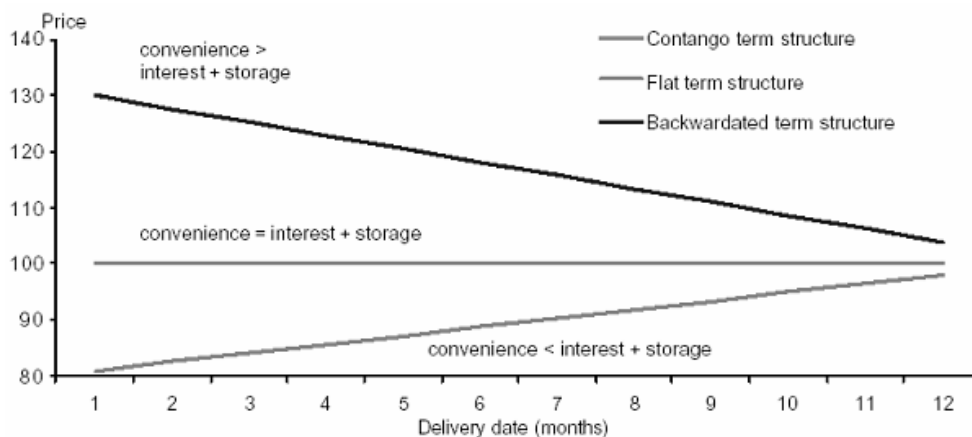 Price
140
130
120
110
100
90
80
convenience >
interest + storage
Contango term structure
Flat term structure
Backwardated term structure
convenience = interest + storage
convenience < interest + storage
1 2 3 4 5 6 7 8 9 10 11 12
Delivery date (months)